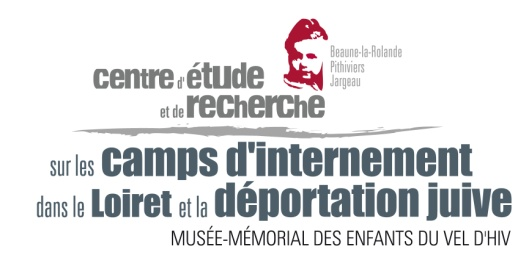 centre d'étude
et de recherche
Beaune-la-Rolande
Pithiviers
Jargeau
sur les camps d'internement
dans le Loiret et la déportation juive
MUSÉE-MÉMORIAL DES ENFANTS DU VEL D'HIV